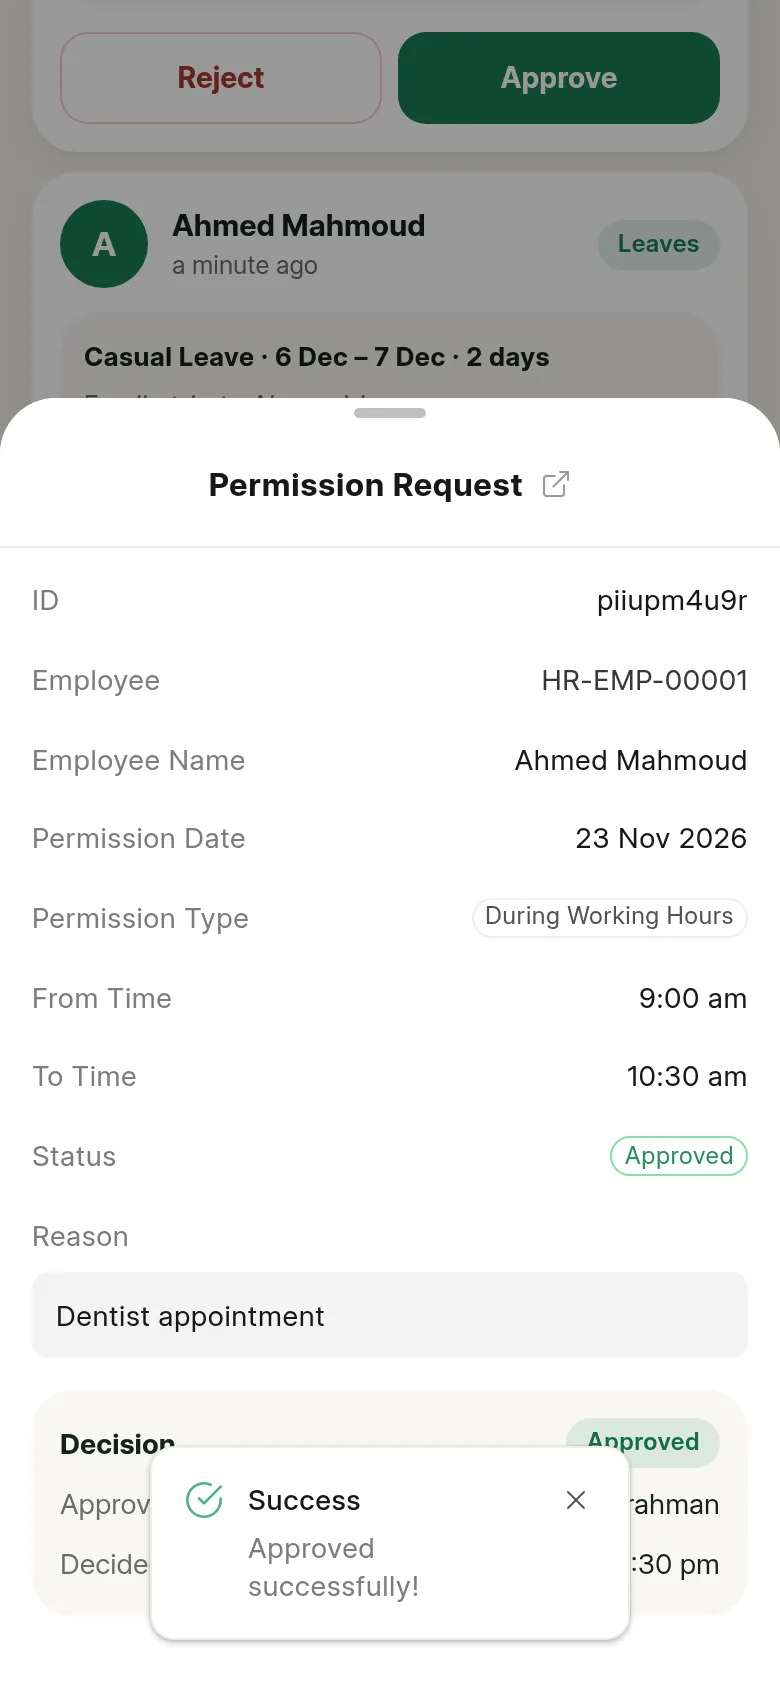 Reject
Approve
A
Ahmed Mahmoud
a minute ago
Leaves
Casual Leave · 6 Dec – 7 Dec · 2 days
Permission Request
ID
piiupm4u9r
Employee
HR-EMP-00001
Employee Name
Ahmed Mahmoud
Permission Date
23 Nov 2026
Permission Type
During Working Hours
From Time
9:00 am
To Time
10:30 am
Status
Approved
Reason
Dentist appointment
Decision
Approved
Success
Approved
successfully!
:30 pm